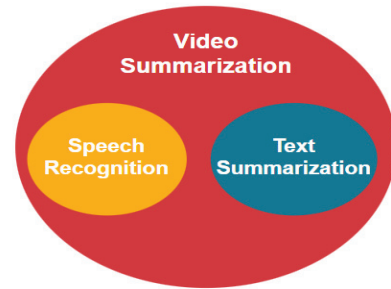 Video
Summarization
Speech
Recognition
Text
Summarization